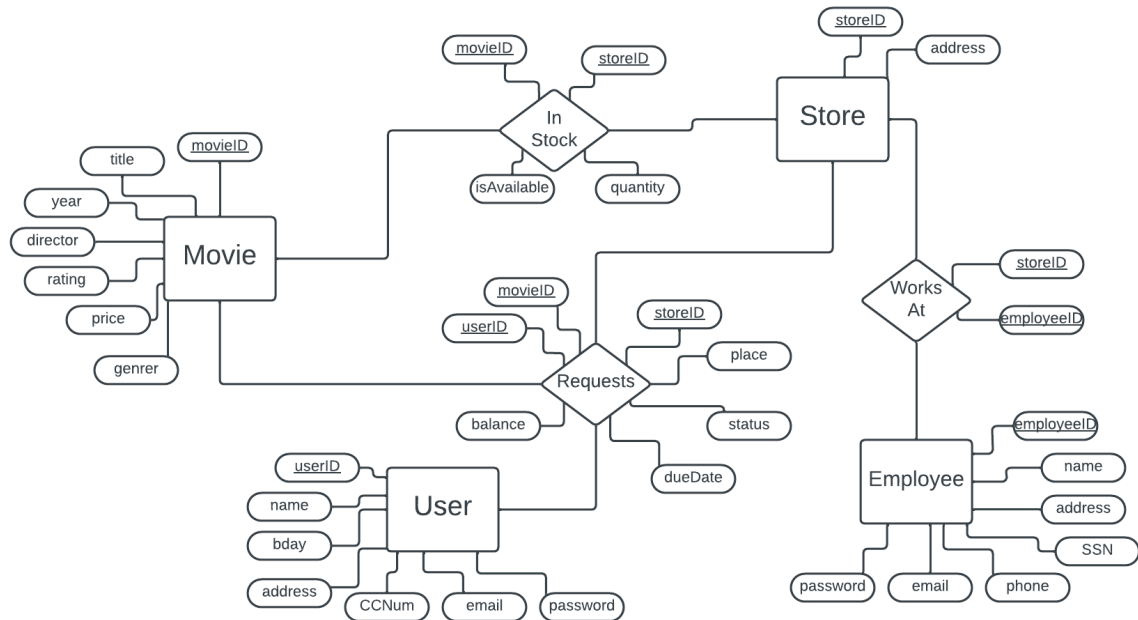 storeID
movieID
address
storeID
In
Stock
Store
movieID
title
isAvailable
quantity
year
director
Movie
rating
price
genrer
storeID
Works
At
employeeID
movieID
storeID
userID
place
Requests
balance
status
dueDate
userID
name
User
bday
address
CCNum
email
password
employeeID
name
Employee
address
SSN
password
email
phone